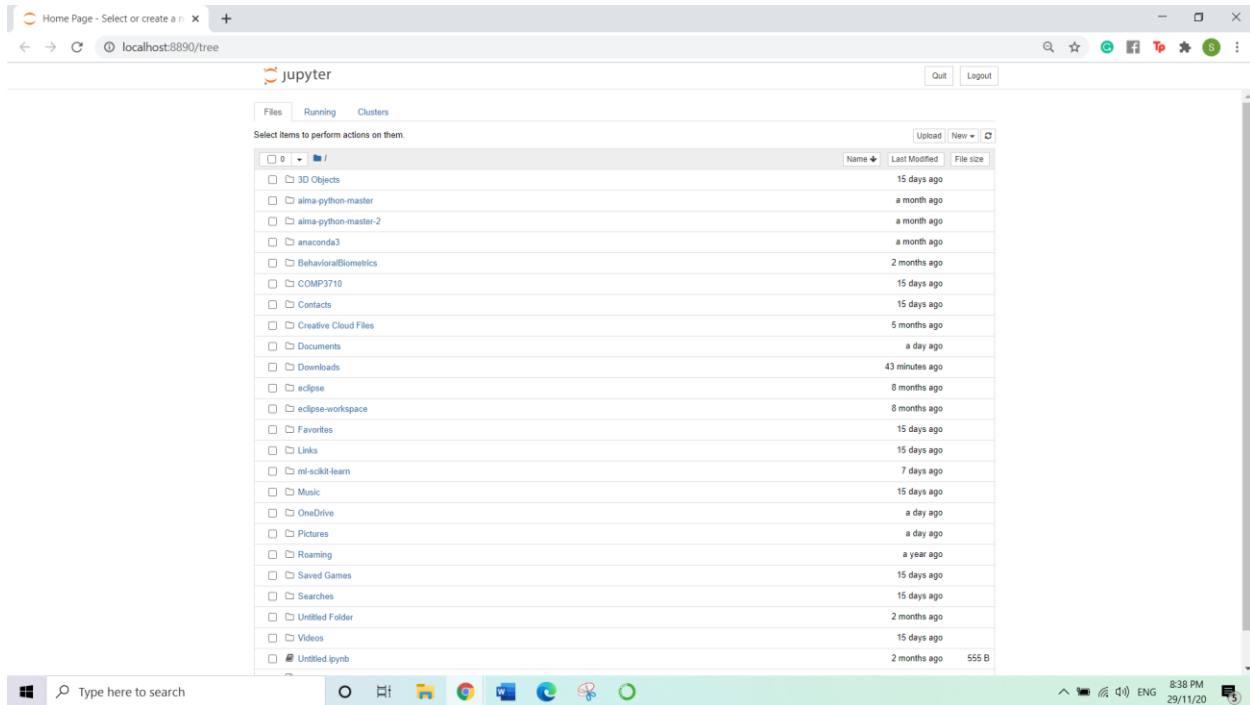 Home Page - Select or create a n
localhost:8890/tree
Tp
S
jupyter
Quit Logout
Files Running Clusters
Select items to perform actions on them.
Upload New
0 / Name Last Modified File size
3D Objects 15 days ago
aima-python-master a month ago
aima-python-master-2 a month ago
anaconda3 a month ago
BehavioralBiometrics 2 months ago
COMP3710 15 days ago
Contacts 15 days ago
Creative Cloud Files 5 months ago
Documents a day ago
Downloads 43 minutes ago
eclipse 8 months ago
eclipse-workspace 8 months ago
Favorites 15 days ago
Links 15 days ago
ml-scikit-learn 7 days ago
Music 15 days ago
OneDrive a day ago
Pictures a day ago
Roaming a year ago
Saved Games 15 days ago
Searches 15 days ago
Untitled Folder 2 months ago
Videos 15 days ago
Untitled.ipynb 2 months ago 555 B
Type here to search
ENG
8:38 PM
29/11/20
5